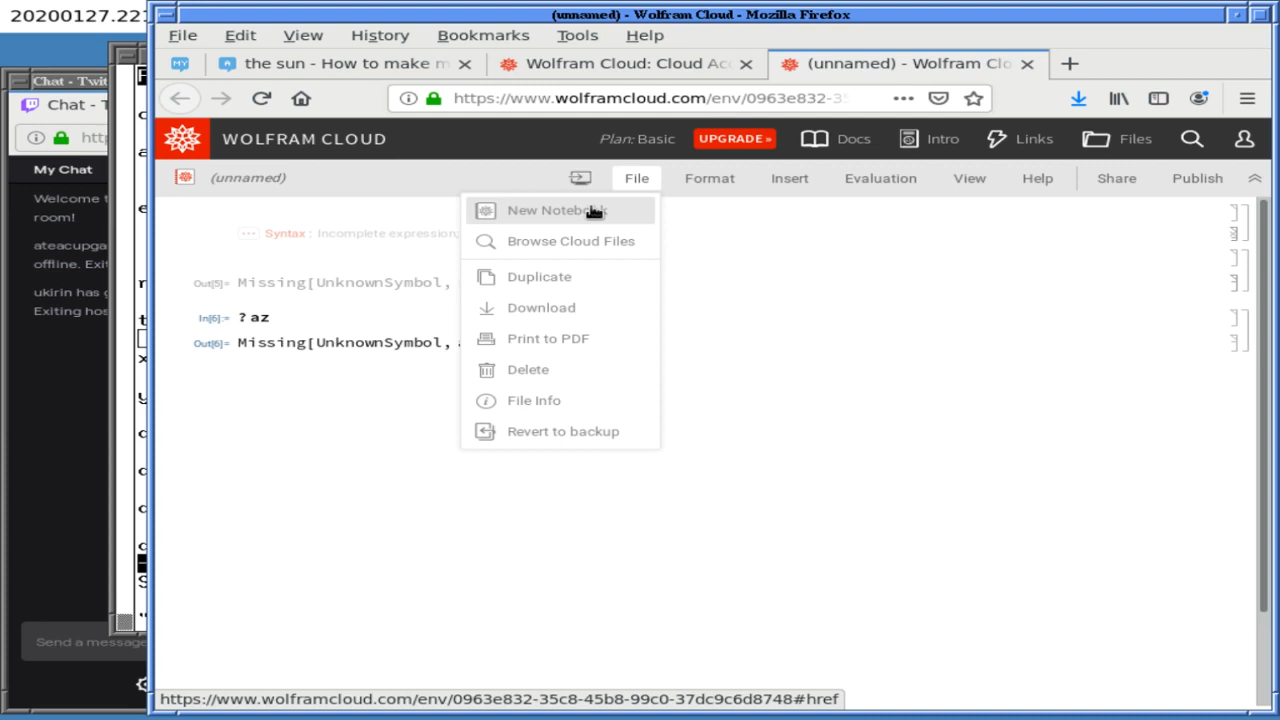 20200127.221
(unnamed) - Wolfram Cloud - Mozilla Firefox
File Edit View History Bookmarks Tools Help
MY the sun - How to make m Wolfram Cloud: Cloud Acc (unnamed) - Wolfram Clo
https://www.wolframcloud.com/env/0963e832-35
WOLFRAM CLOUD Plan: Basic UPGRADE » Docs Intro Links Files
(unnamed) File Format Insert Evaluation View Help Share Publish
New Notebook
Browse Cloud Files
Duplicate
Download
Print to PDF
Delete
File Info
Revert to backup
Syntax : Incomplete expression;
Out[5]= Missing[UnknownSymbol,
In[6]:= ? az
Out[6]= Missing[UnknownSymbol,
https://www.wolframcloud.com/env/0963e832-35c8-45b8-99c0-37dc9c6d8748#href
Chat - Twit
Chat - T
http
My Chat
Welcome t
room!
ateacupga
offline. Exit
ukirin has g
Exiting hos
Send a message